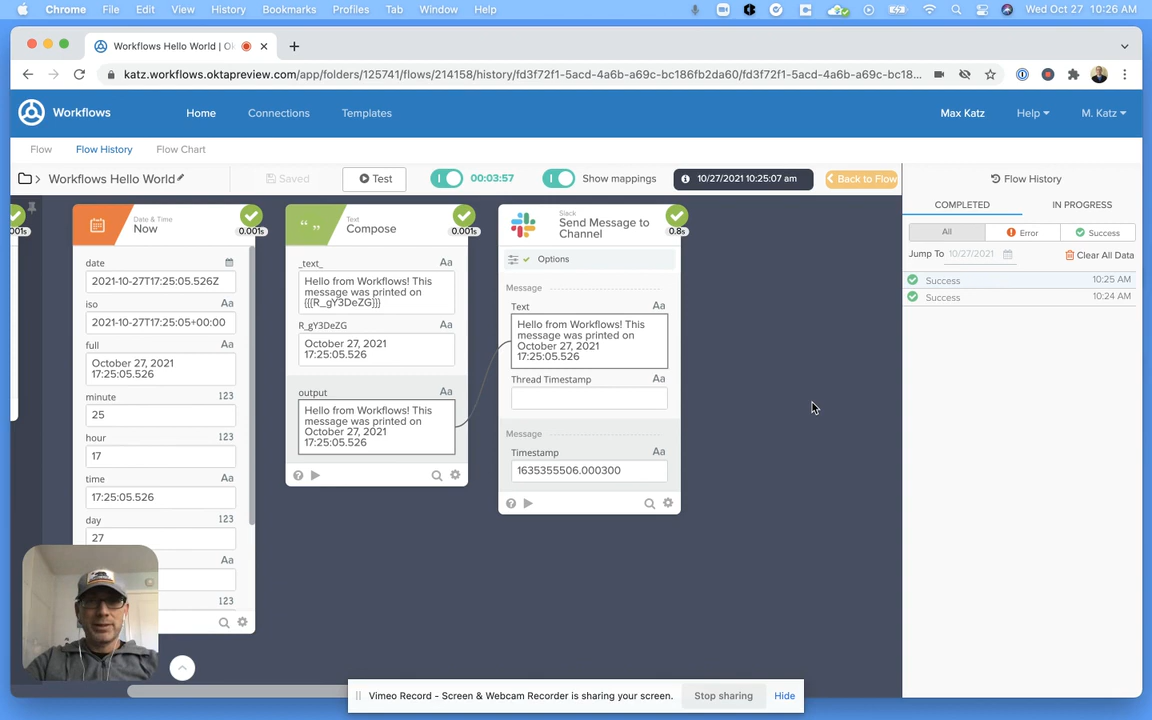 Chrome File Edit View History Bookmarks Profiles Tab Window Help Wed Oct 27 10:26 AM
Workflows Hello World | O
katz.workflows.oktapreview.com/app/folders/125741/flows/214158/history/fd3f72f1-5acd-4a6b-a69c-bc186fb2da60/fd3f72f1-5acd-4a6b-a69c-bc18...
Workflows Home Connections Templates Max Katz Help M. Katz
Flow Flow History Flow Chart
Workflows Hello World Saved Test 00:03:57 Show mappings 10/27/2021 10:25:07 am Back to Flow
Flow History
COMPLETED IN PROGRESS
All Error Success
Jump To 10/27/2021 Clear All Data
Success 10:25 AM
Success 10:24 AM
001s
Date & Time
Now
0.001s
date
2021-10-27T17:25:05.526Z
iso Aa
2021-10-27T17:25:05+00:00
full Aa
October 27, 2021
17:25:05.526
minute 123
25
hour 123
17
time Aa
17:25:05.526
day 123
27
Aa
123
Text
Compose
0.001s
_text_ Aa
Hello from Workflows! This
message was printed on
{{{R_gY3DeZG}}}
R_gY3DeZG Aa
October 27, 2021
17:25:05.526
output Aa
Hello from Workflows! This
message was printed on
October 27, 2021
17:25:05.526
Slack
Send Message to
Channel
0.8s
Options
Message
Text Aa
Hello from Workflows! This
message was printed on
October 27, 2021
17:25:05.526
Thread Timestamp Aa
Message
Timestamp Aa
1635355506.000300
Vimeo Record - Screen & Webcam Recorder is sharing your screen. Stop sharing Hide